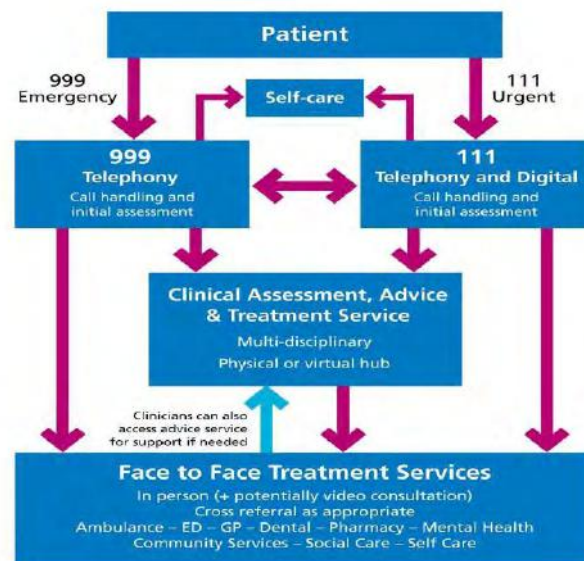 Patient
999
Emergency
Self-care
111
Urgent
999
Telephony
Call handling and
initial assessment
111
Telephony and Digital
Call handling and
initial assessment
Clinical Assessment, Advice
& Treatment Service
Multi-disciplinary
Physical or virtual hub
Clinicians can also
access advice service
for support if needed
Face to Face Treatment Services
In person (+ potentially video consultation)
Cross referral as appropriate
Ambulance – ED – GP – Dental – Pharmacy – Mental Health
Community Services – Social Care – Self Care